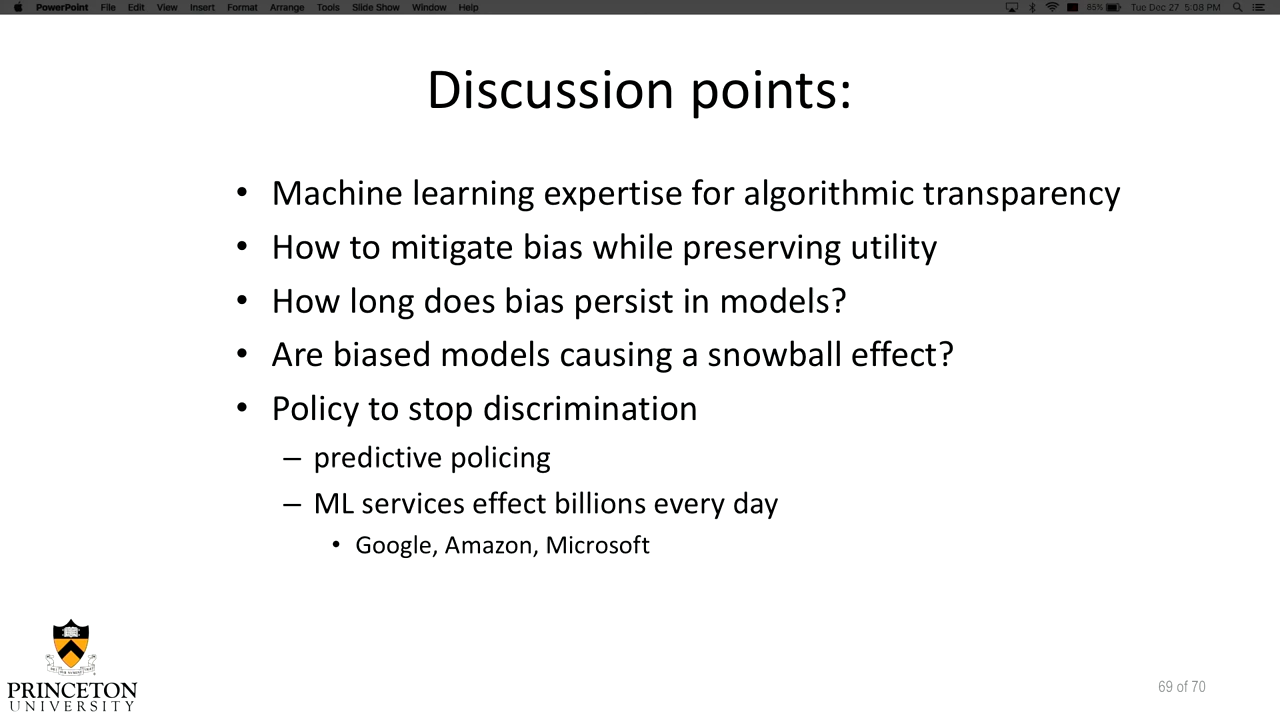 PowerPoint File Edit View Insert Format Arrange Tools Slide Show Window Help 85% Tue Dec 27 5:08 PM
Discussion points:
• Machine learning expertise for algorithmic transparency
• How to mitigate bias while preserving utility
• How long does bias persist in models?
• Are biased models causing a snowball effect?
• Policy to stop discrimination
– predictive policing
– ML services effect billions every day
• Google, Amazon, Microsoft
PRINCETON
UNIVERSITY
69 of 70